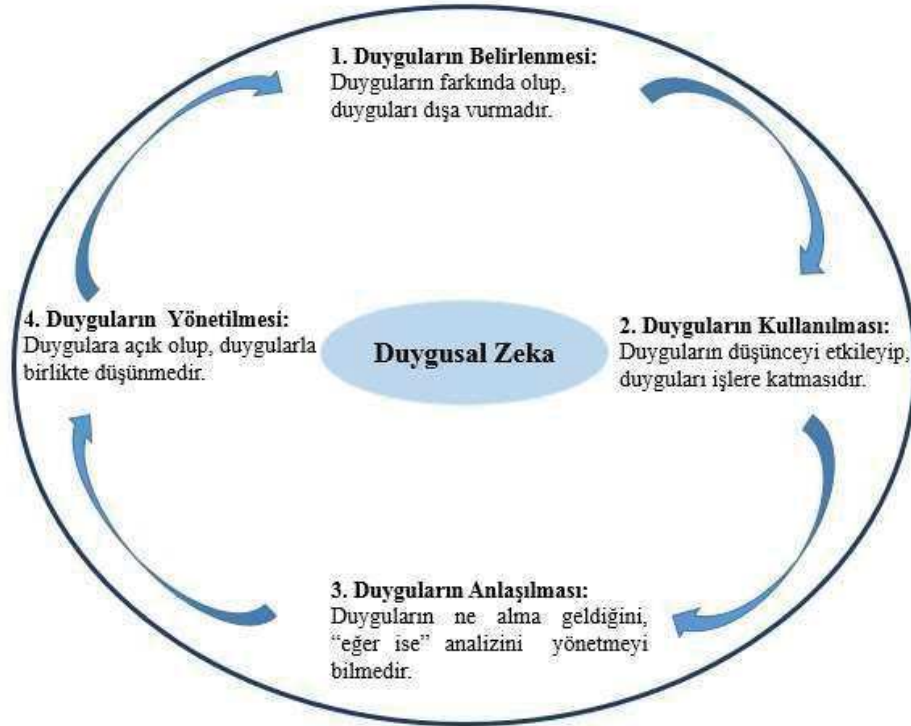 1. Duyguların Belirlenmesi:
Duyguların farkında olup,
duyguları dışa vurmadır.
2. Duyguların Kullanılması:
Duyguların düşünceyi etkileyip,
duyguları işlere katmasıdır.
3. Duyguların Anlaşılması:
Duyguların ne alma geldiğini,
“eğer ise” analizini yönetmeyi
bilmedir.
4. Duyguların Yönetilmesi:
Duygulara açık olup, duygularla
birlikte düşünmedir.
Duygusal Zeka